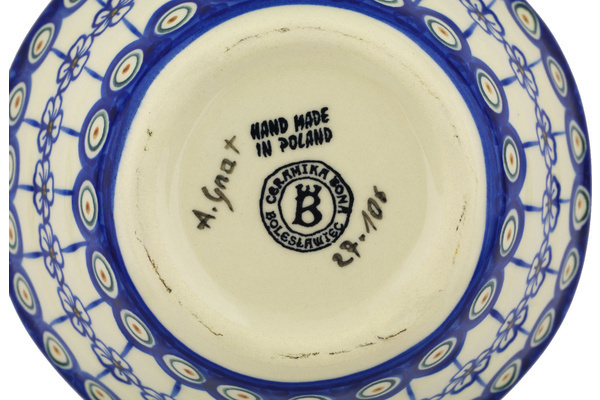 HAND MADE
IN POLAND
A. Gnat
CERAMIKA BONA
B
BOLESŁAWIEC
27-106